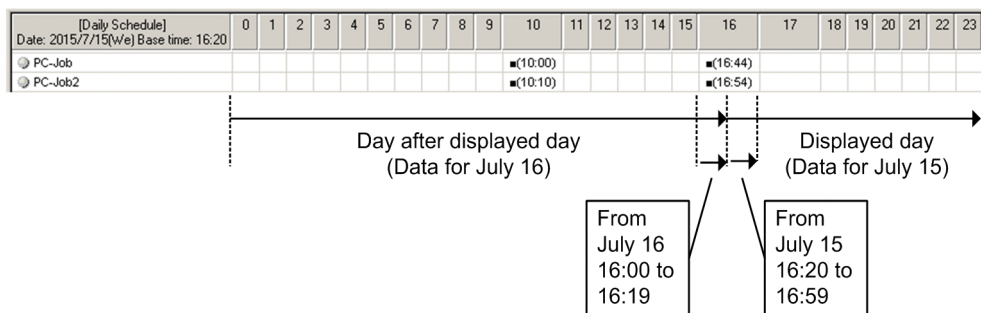 [Daily Schedule]
Date: 2015/7/15(We) Base time: 16:20
0 1 2 3 4 5 6 7 8 9 10 11 12 13 14 15 16 17 18 19 20 21 22 23
PC-Job ■(10:00) ■(16:44)
PC-Job2 ■(10:10) ■(16:54)
Day after displayed day
(Data for July 16)
Displayed day
(Data for July 15)
From
July 16
16:00 to
16:19
From
July 15
16:20 to
16:59